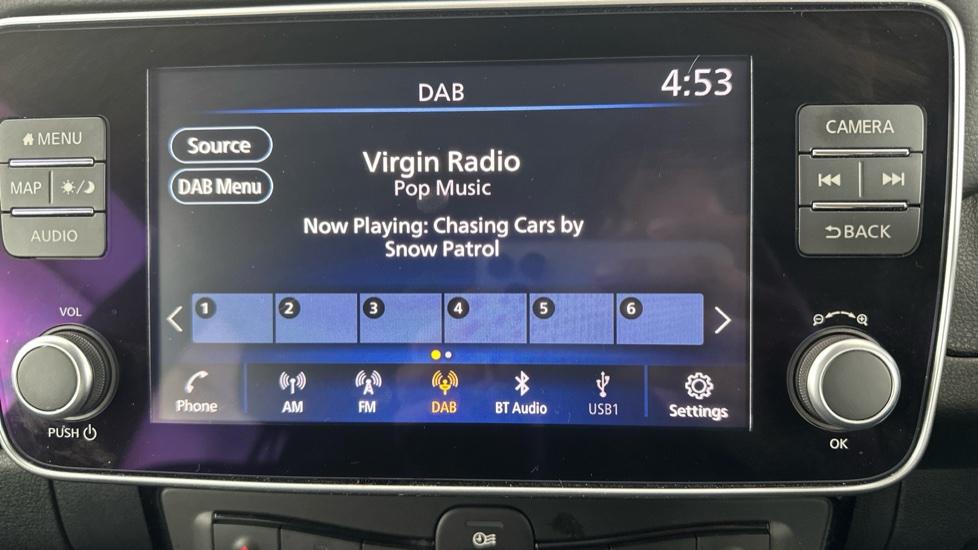 DAB
4:53
MENU
MAP
AUDIO
Source
DAB Menu
Virgin Radio
Pop Music
Now Playing: Chasing Cars by
Snow Patrol
CAMERA
BACK
1 2 3 4 5 6
VOL
PUSH
Phone AM FM DAB BT Audio USB1 Settings
OK